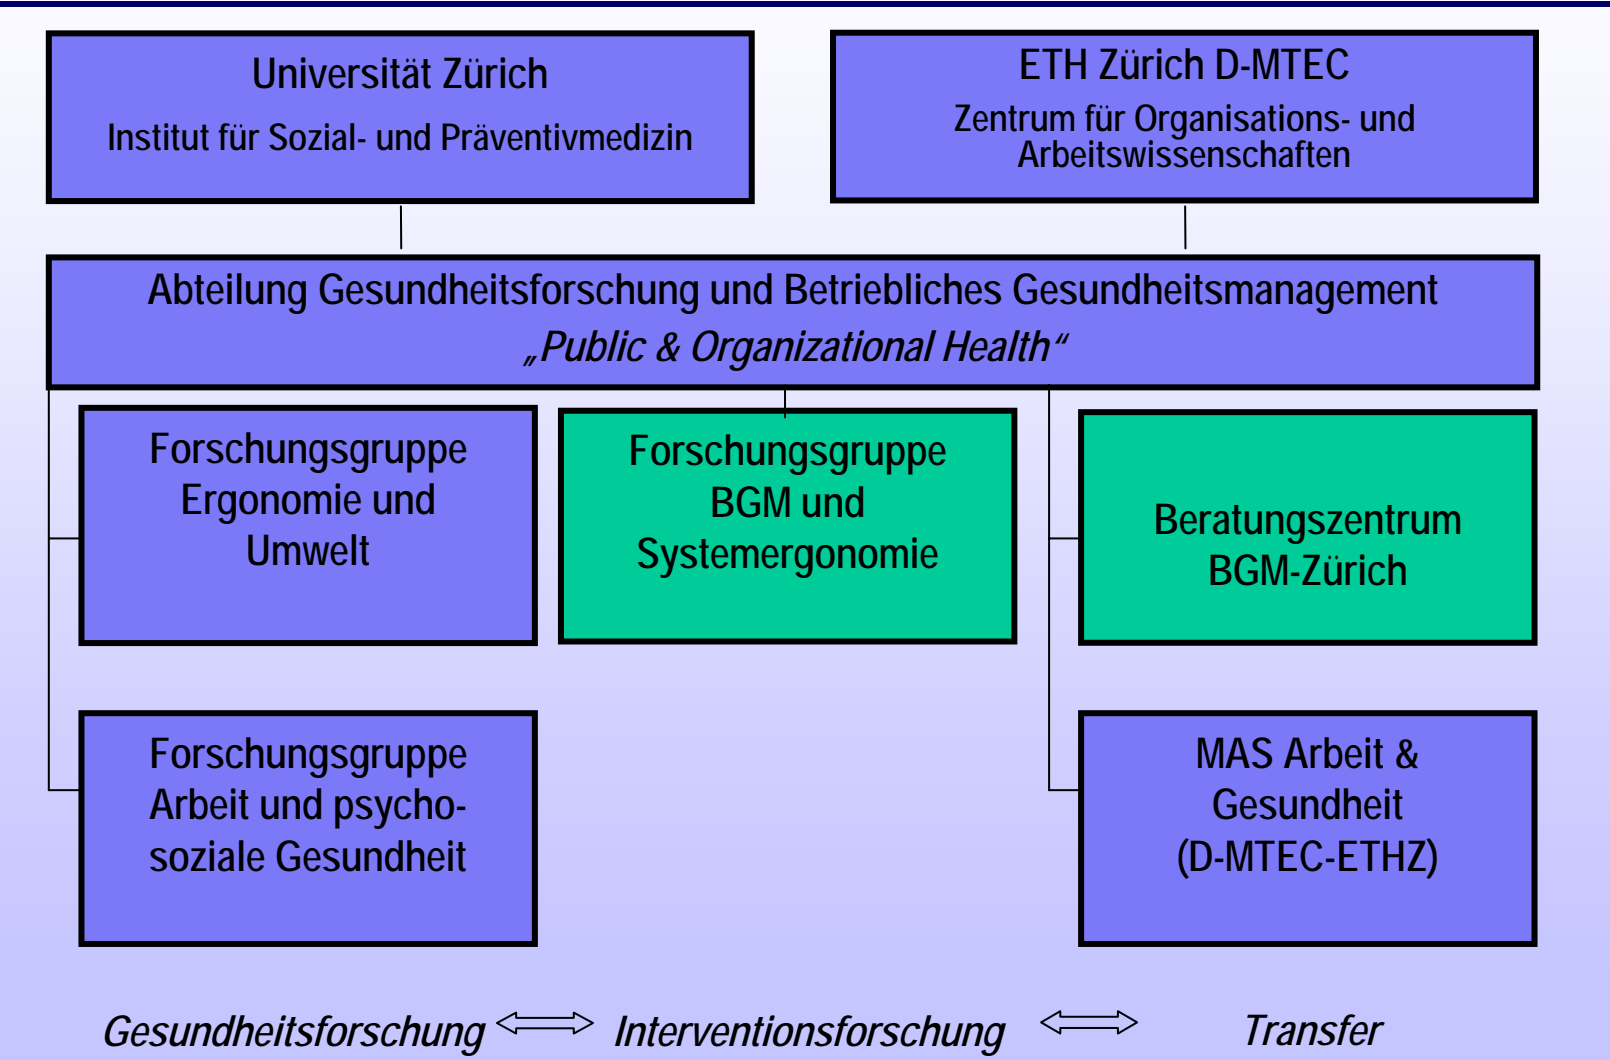 Universität Zürich
Institut für Sozial- und Präventivmedizin
ETH Zürich D-MTEC
Zentrum für Organisations- und
Arbeitswissenschaften
Abteilung Gesundheitsforschung und Betriebliches Gesundheitsmanagement
„Public & Organizational Health“
Forschungsgruppe
Ergonomie und
Umwelt
Forschungsgruppe
BGM und
Systemergonomie
Beratungszentrum
BGM-Zürich
Forschungsgruppe
Arbeit und psycho-
soziale Gesundheit
MAS Arbeit &
Gesundheit
(D-MTEC-ETHZ)
Gesundheitsforschung Interventionsforschung Transfer